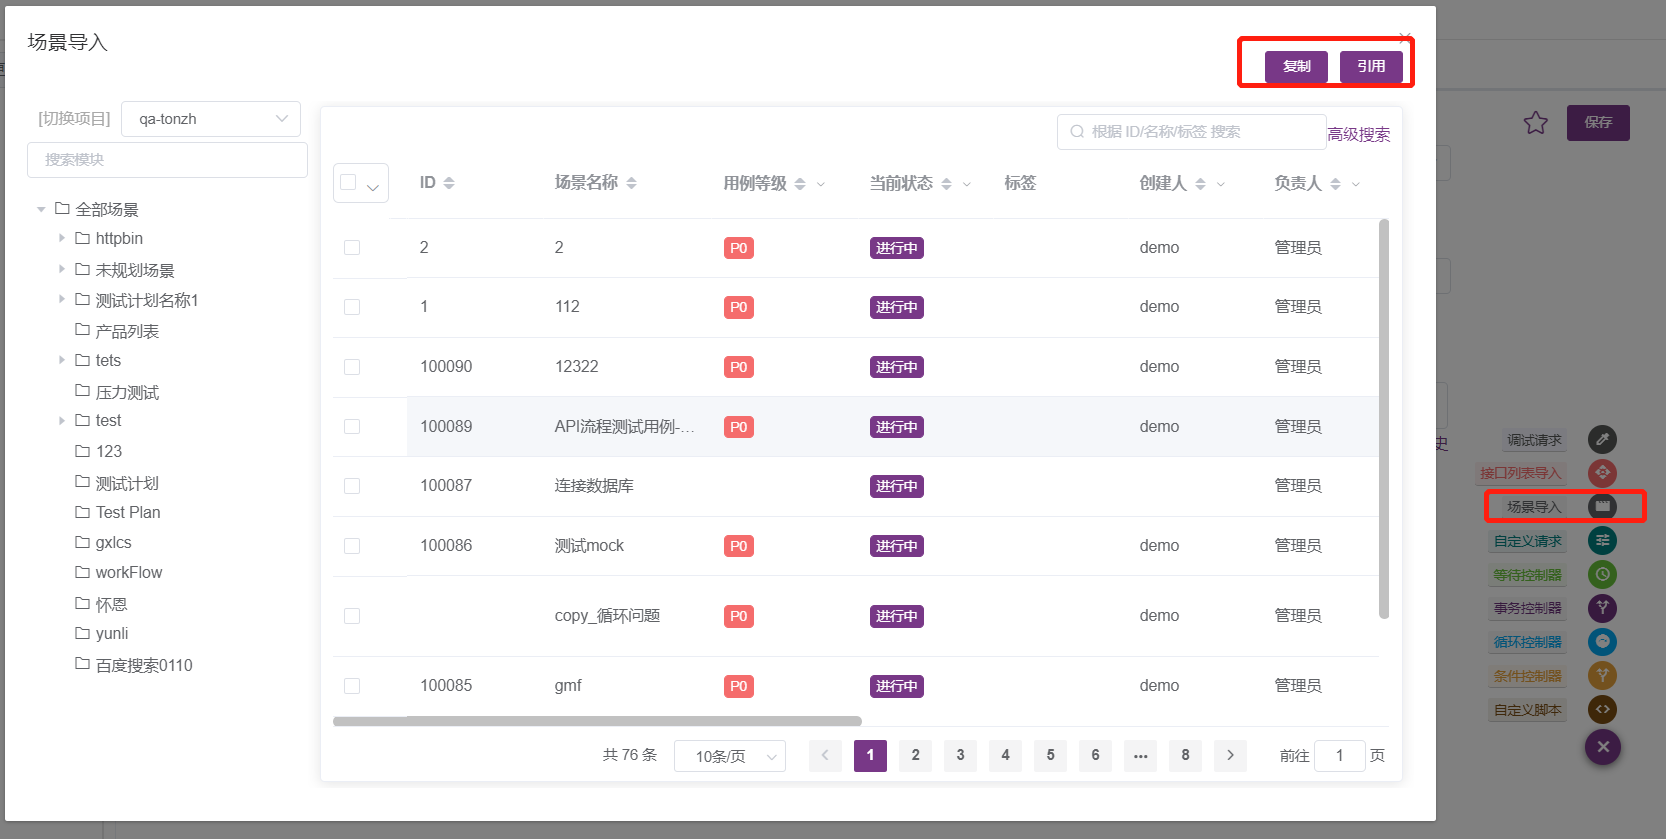 场景导入
复制 引用
[切换项目] qa-tonzh
搜索模块
全部场景
httpbin
未规划场景
测试计划名称1
产品列表
tets
压力测试
test
123
测试计划
Test Plan
gxlcs
workFlow
怀恩
yunli
百度搜索0110
根据 ID/名称/标签 搜索 高级搜索
ID 场景名称 用例等级 当前状态 标签 创建人 负责人
2 2 P0 进行中 demo 管理员
1 112 P0 进行中 demo 管理员
100090 12322 P0 进行中 demo 管理员
100089 API流程测试用例-... P0 进行中 demo 管理员
100087 连接数据库 进行中 管理员
100086 测试mock P0 进行中 demo 管理员
copy_循环问题 P0 进行中 demo 管理员
100085 gmf P0 进行中 demo 管理员
共 76 条 10条/页 1 2 3 4 5 6 ... 8 前往 1 页
保存
史
调试请求
接口列表导入
场景导入
自定义请求
等待控制器
事务控制器
循环控制器
条件控制器
自定义脚本